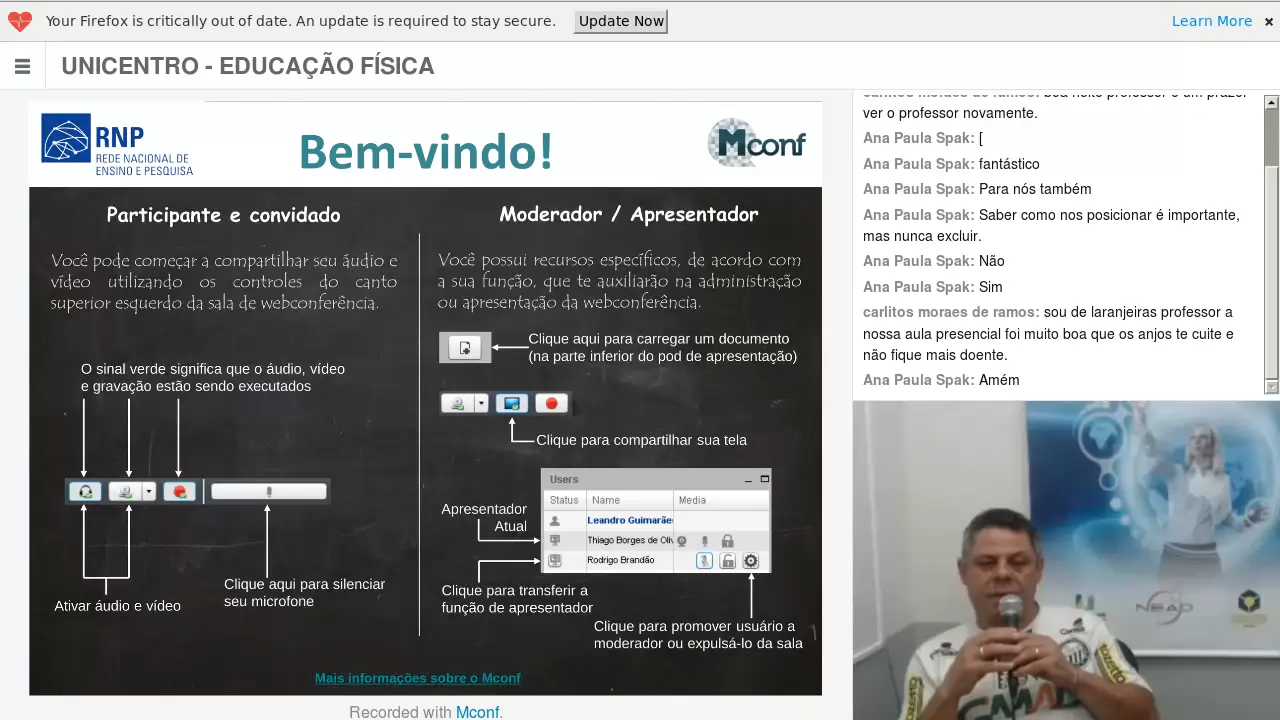 Your Firefox is critically out of date. An update is required to stay secure.
Update Now
Learn More
UNICENTRO - EDUCAÇÃO FÍSICA
RNP
REDE NACIONAL DE
ENSINO E PESQUISA
Bem-vindo!
Mconf
Participante e convidado
Você pode começar a compartilhar seu áudio e
vídeo utilizando os controles do canto
superior esquerdo da sala de webconferência.
O sinal verde significa que o áudio, vídeo
e gravação estão sendo executados
Ativar áudio e vídeo
Clique aqui para silenciar
seu microfone
Moderador / Apresentador
Você possui recursos específicos, de acordo com
a sua função, que te auxiliarão na administração
ou apresentação da webconferência.
Clique aqui para carregar um documento
(na parte inferior do pod de apresentação)
Clique para compartilhar sua tela
Users
Status Name Media
Leandro Guimarães
Thiago Borges de Oliv
Rodrigo Brandão
Apresentador
Atual
Clique para transferir a
função de apresentador
Clique para promover usuário a
moderador ou expulsá-lo da sala
Mais informações sobre o Mconf
Recorded with Mconf.
carlitos moraes de ramos: boa noite professor é um prazer
ver o professor novamente.
Ana Paula Spak: [
Ana Paula Spak: fantástico
Ana Paula Spak: Para nós também
Ana Paula Spak: Saber como nos posicionar é importante,
mas nunca excluir.
Ana Paula Spak: Não
Ana Paula Spak: Sim
carlitos moraes de ramos: sou de laranjeiras professor a
nossa aula presencial foi muito boa que os anjos te cuite e
não fique mais doente.
Ana Paula Spak: Amém
NEAD